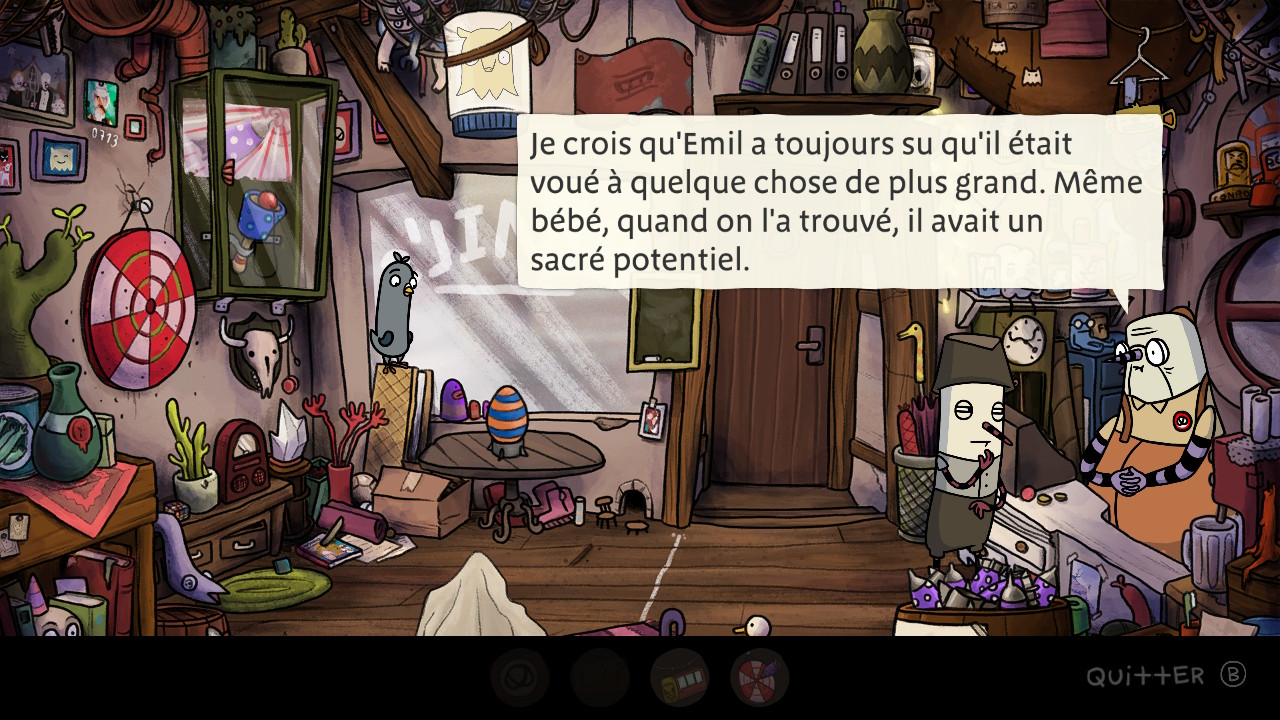 Je crois qu'Emil a toujours su qu'il était
voué à quelque chose de plus grand. Même
bébé, quand on l'a trouvé, il avait un
sacré potentiel.
0713
QUITTER B